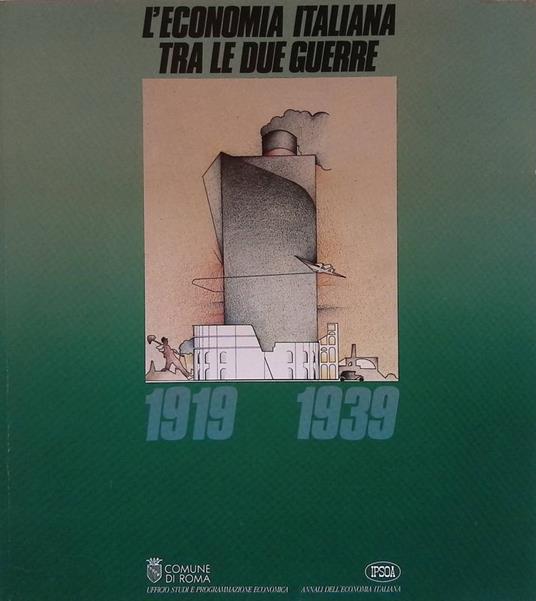 L'ECONOMIA ITALIANA
TRA LE DUE GUERRE
1919 1939
COMUNE
DI ROMA
UFFICIO STUDI E PROGRAMMAZIONE ECONOMICA
IPSOA
ANNALI DELL'ECONOMIA ITALIANA